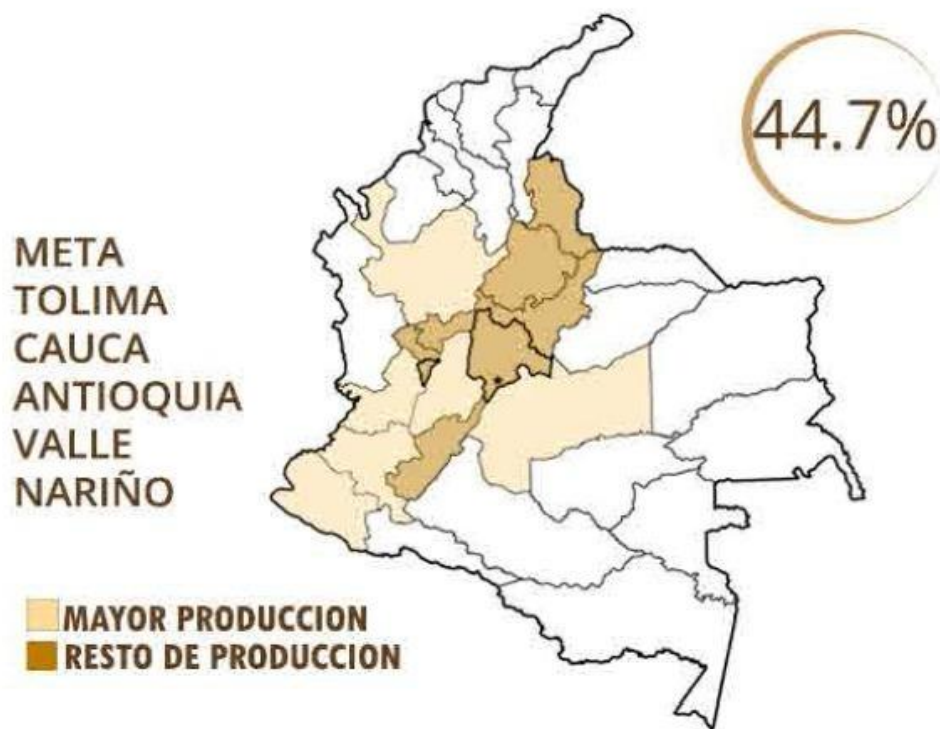 44.7%
META
TOLIMA
CAUCA
ANTIOQUIA
VALLE
NARIÑO
MAYOR PRODUCCION
RESTO DE PRODUCCION